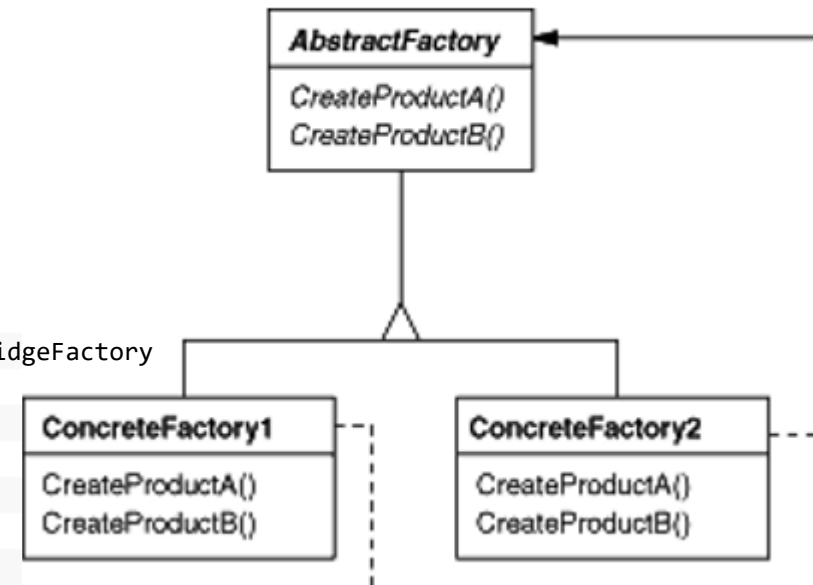 AbstractFactory
CreateProductA()
CreateProductB()
idgeFactory
ConcreteFactory1
CreateProductA()
CreateProductB()
ConcreteFactory2
CreateProductA()
CreateProductB()